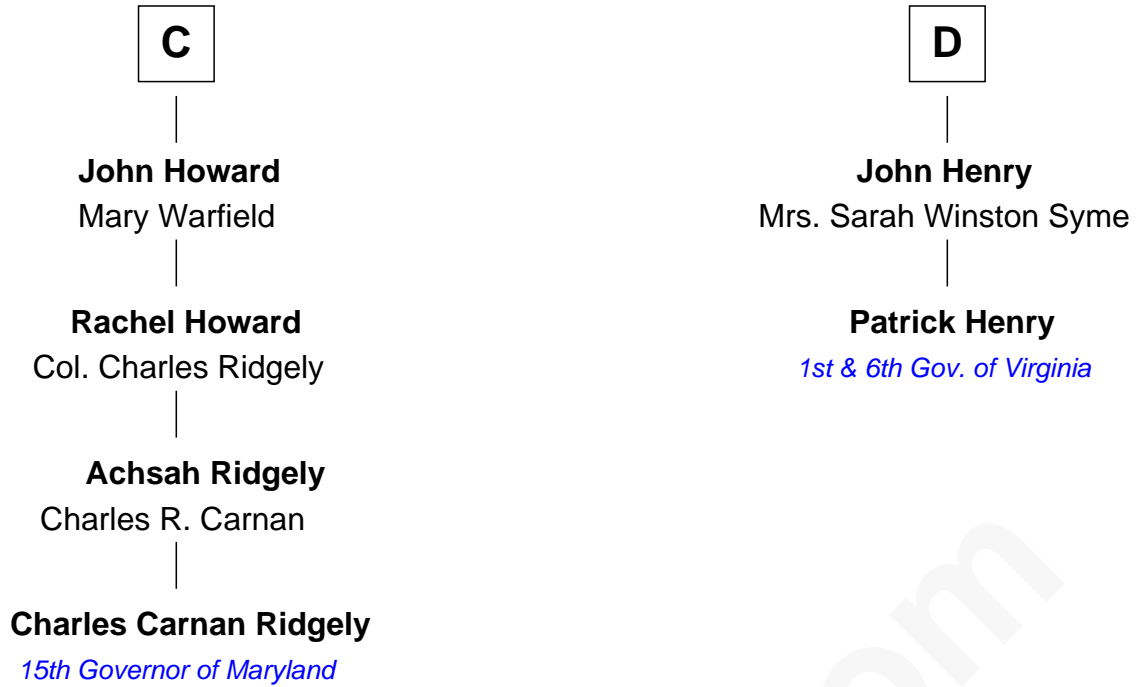 C
John Howard
Mary Warfield
Rachel Howard
Col. Charles Ridgely
Achsah Ridgely
Charles R. Carnan
Charles Carnan Ridgely
15th Governor of Maryland
D
John Henry
Mrs. Sarah Winston Syme
Patrick Henry
1st & 6th Gov. of Virginia
om